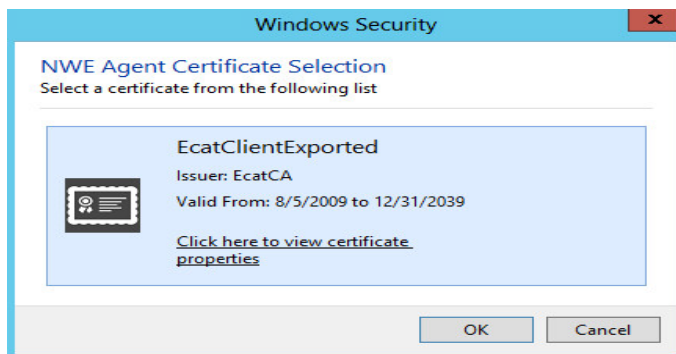 Windows Security
x
NWE Agent Certificate Selection
Select a certificate from the following list
EcatClientExported
Issuer: EcatCA
Valid From: 8/5/2009 to 12/31/2039
Click here to view certificate
properties
OK
Cancel